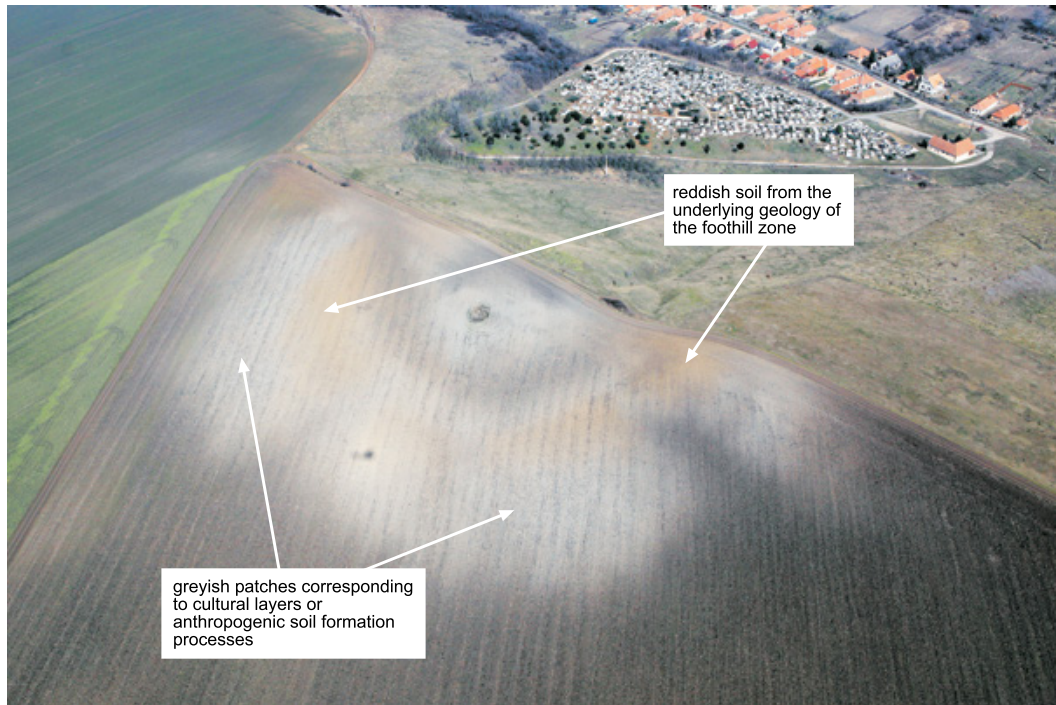 reddish soil from the
underlying geology of
the foothill zone
greyish patches corresponding
to cultural layers or
anthropogenic soil formation
processes